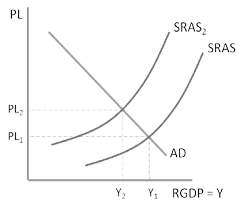 PL
SRAS₂
SRAS
PL₂
PL₁
AD
Y₂ Y₁
RGDP = Y